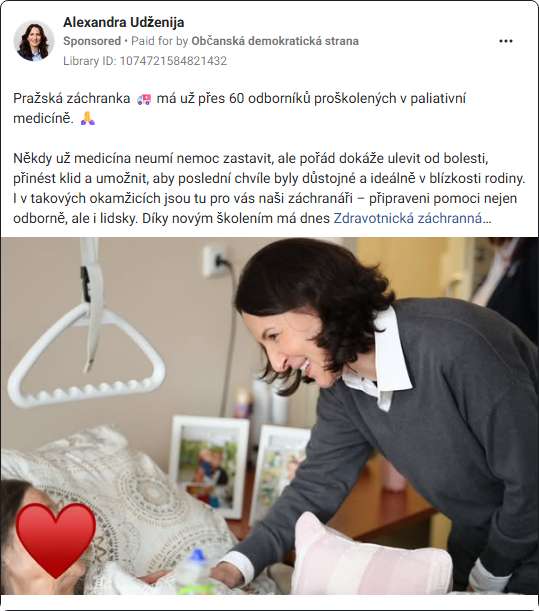 Alexandra Udženija
Sponsored • Paid for by Občanská demokratická strana
Library ID: 1074721584821432
Pražská záchranka 🚑 má už přes 60 odborníků proškolených v paliativní
medicíně. 🙏
Někdy už medicína neumí nemoc zastavit, ale pořád dokáže ulevit od bolesti,
přinést klid a umožnit, aby poslední chvíle byly důstojné a ideálně v blízkosti rodiny.
I v takových okamžicích jsou tu pro vás naši záchranáři – připraveni pomoci nejen
odborně, ale i lidsky. Díky novým školením má dnes Zdravotnická záchranná…